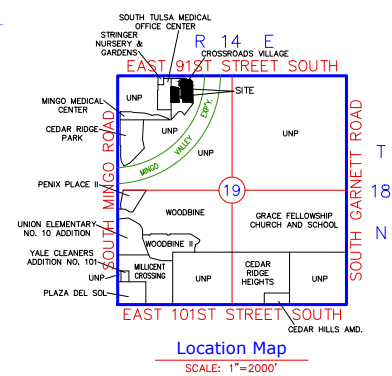 SOUTH TULSA MEDICAL
OFFICE CENTER
STRINGER
NURSERY &
GARDENS
R 14 E
CROSSROADS VILLAGE
EAST 91ST STREET SOUTH
SITE
UNP
MINGO MEDICAL
CENTER
CEDAR RIDGE
PARK
UNP
UNP
UNP
MINGO VALLEY EXP'Y.
SOUTH MINGO ROAD
SOUTH GARNETT ROAD
T
18
N
PENIX PLACE II
19
WOODBINE
GRACE FELLOWSHIP
CHURCH AND SCHOOL
UNION ELEMENTARY
NO. 10 ADDITION
WOODBINE II
YALE CLEANERS
ADDITION NO. 101
UNP
MILLICENT
CROSSING
UNP
CEDAR
RIDGE
HEIGHTS
UNP
PLAZA DEL SOL
EAST 101ST STREET SOUTH
CEDAR HILLS AMD.
Location Map
SCALE: 1"=2000'